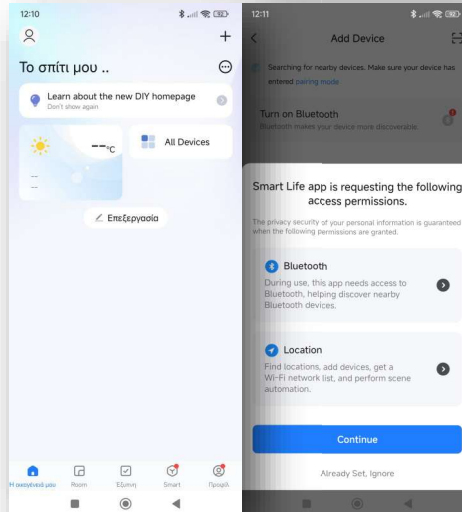 12:10
Το σπίτι μου ..
Learn about the new DIY homepage
Don't show again
--°C
All Devices
--
--
Επεξεργασία
Η οικογένειά μου
Room
Έξυπνη
Smart
Προφίλ
12:11
Add Device
Searching for nearby devices. Make sure your device has
entered pairing mode.
Turn on Bluetooth
Bluetooth makes your device more discoverable.
Smart Life app is requesting the following
access permissions.
The privacy security of your personal information is guaranteed
when the following permissions are granted.
Bluetooth
During use, this app needs access to
Bluetooth, helping discover nearby
Bluetooth devices.
Location
Find locations, add devices, get a
Wi-Fi network list, and perform scene
automation.
Continue
Already Set, Ignore